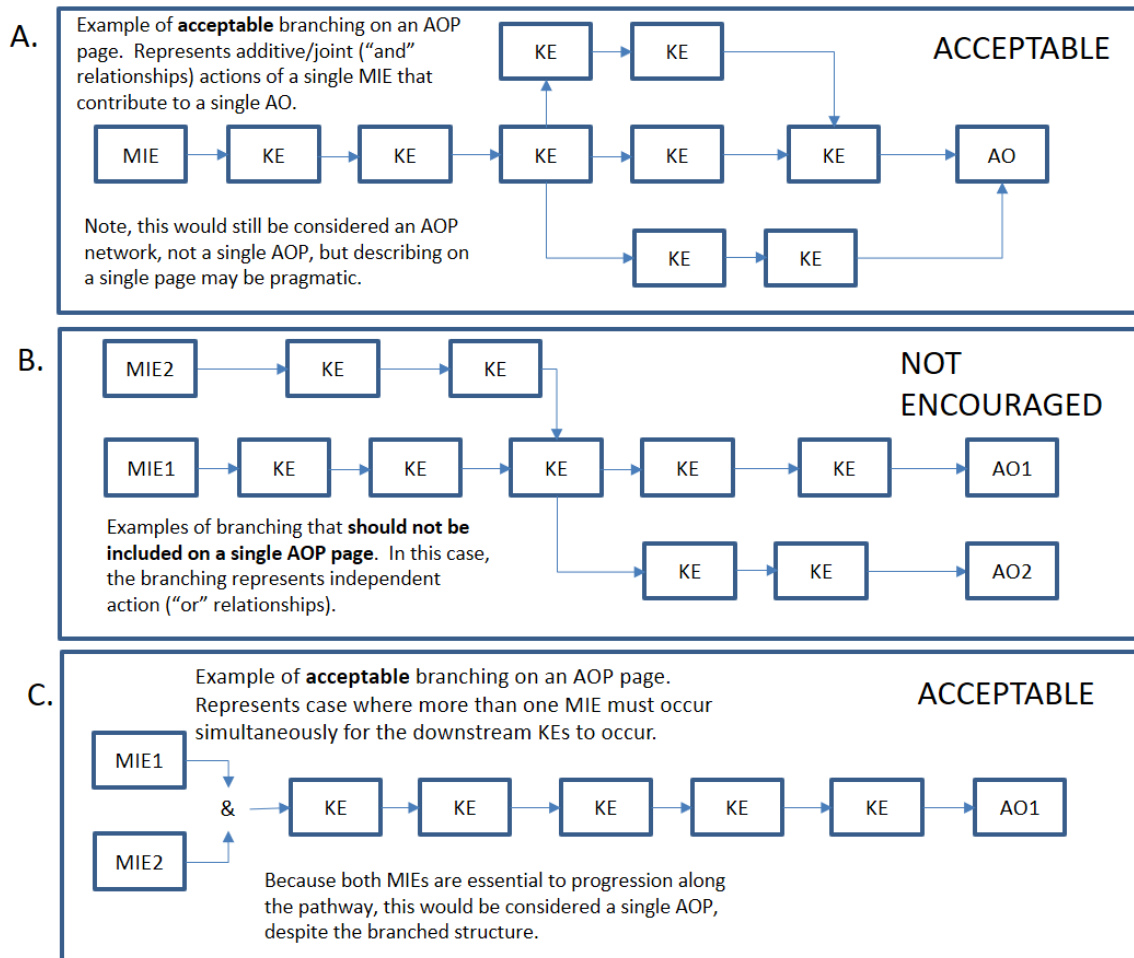 A.
Example of acceptable branching on an AOP
page. Represents additive/joint (“and”
relationships) actions of a single MIE that
contribute to a single AO.
ACCEPTABLE
KE
KE
MIE
KE
KE
KE
KE
KE
AO
Note, this would still be considered an AOP
network, not a single AOP, but describing on
a single page may be pragmatic.
KE
KE
B.
NOT
ENCOURAGED
MIE2
KE
KE
MIE1
KE
KE
KE
KE
KE
AO1
Examples of branching that should not be
included on a single AOP page. In this case,
the branching represents independent
action (“or” relationships).
KE
KE
AO2
C.
Example of acceptable branching on an AOP page.
Represents case where more than one MIE must occur
simultaneously for the downstream KEs to occur.
ACCEPTABLE
MIE1
&
KE
KE
KE
KE
KE
AO1
MIE2
Because both MIEs are essential to progression along
the pathway, this would be considered a single AOP,
despite the branched structure.